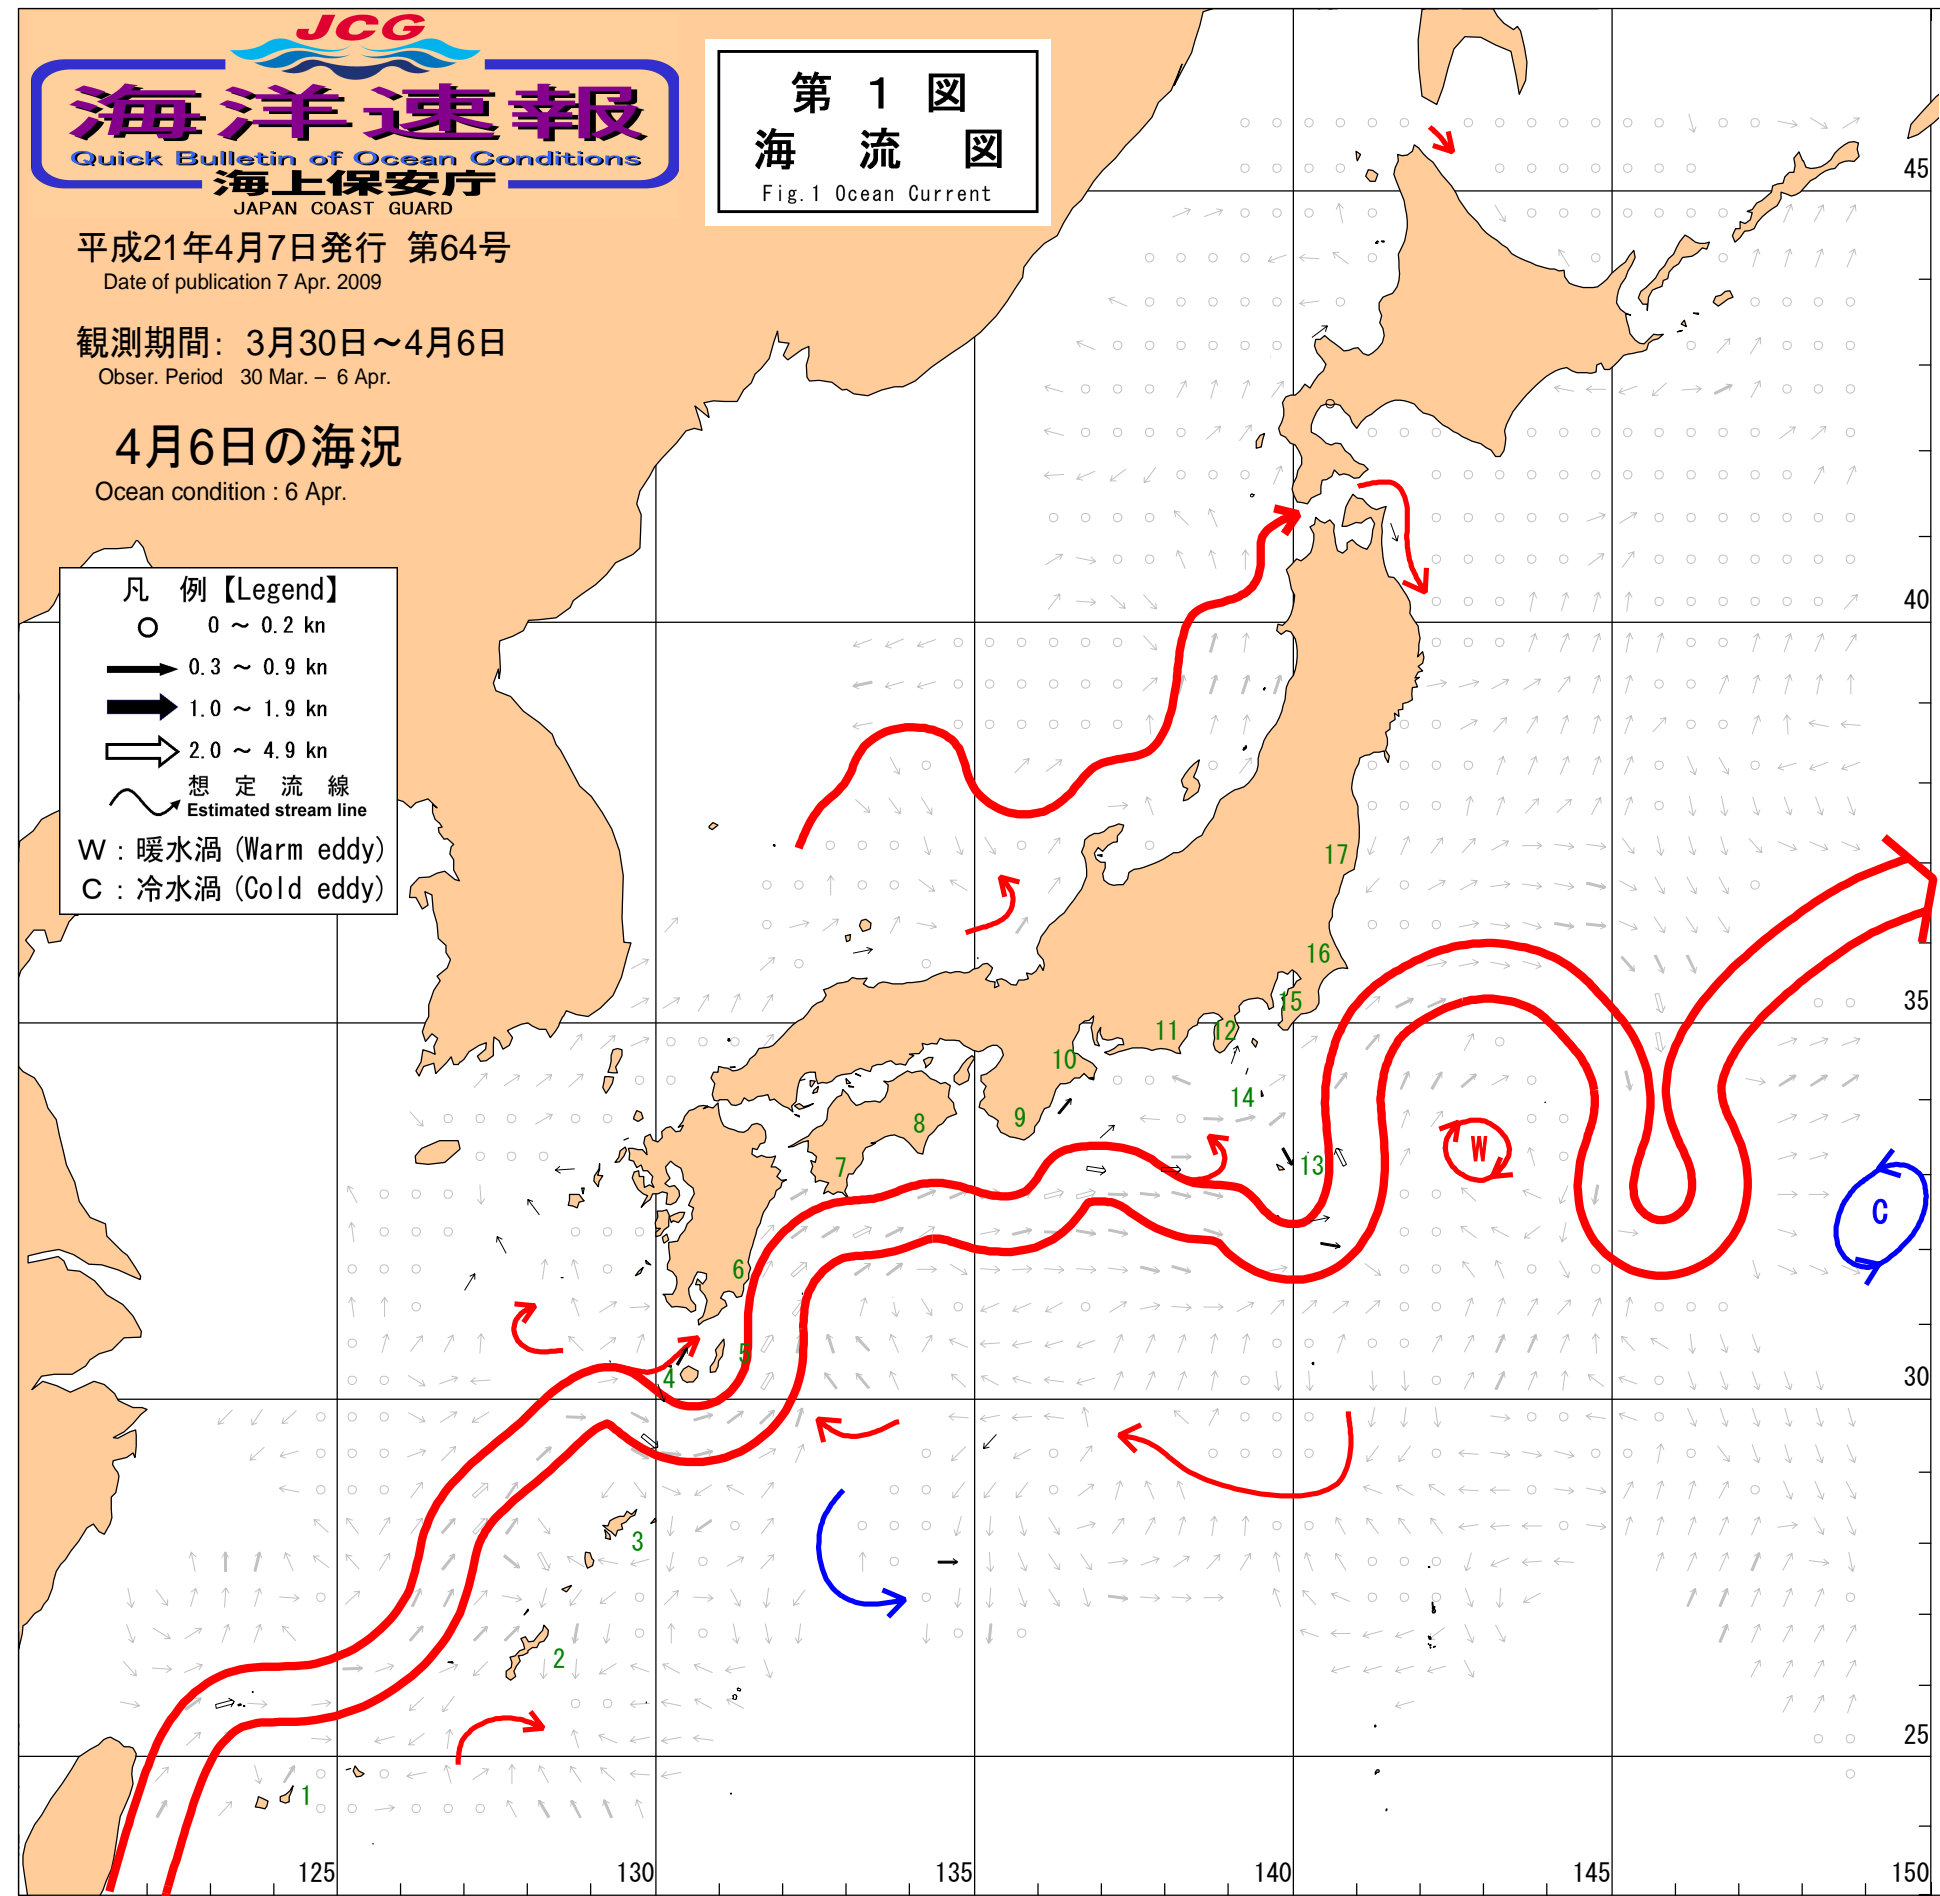 JCG
海洋速報
Quick Bulletin of Ocean Conditions
海上保安庁
JAPAN COAST GUARD
第 1 図
海 流 図
Fig.1 Ocean Current
平成21年4月7日発行 第64号
Date of publication 7 Apr. 2009
観測期間: 3月30日~4月6日
Obser. Period 30 Mar. – 6 Apr.
4月6日の海況
Ocean condition : 6 Apr.
凡 例【Legend】
0 ~ 0.2 kn
0.3 ~ 0.9 kn
1.0 ~ 1.9 kn
2.0 ~ 4.9 kn
想 定 流 線
Estimated stream line
W : 暖水渦 (Warm eddy)
C : 冷水渦 (Cold eddy)
45
40
17
16
35
15
11
12
10
14
9
8
7
13
W
C
6
5
4
30
3
2
25
1
125
130
135
140
145
150